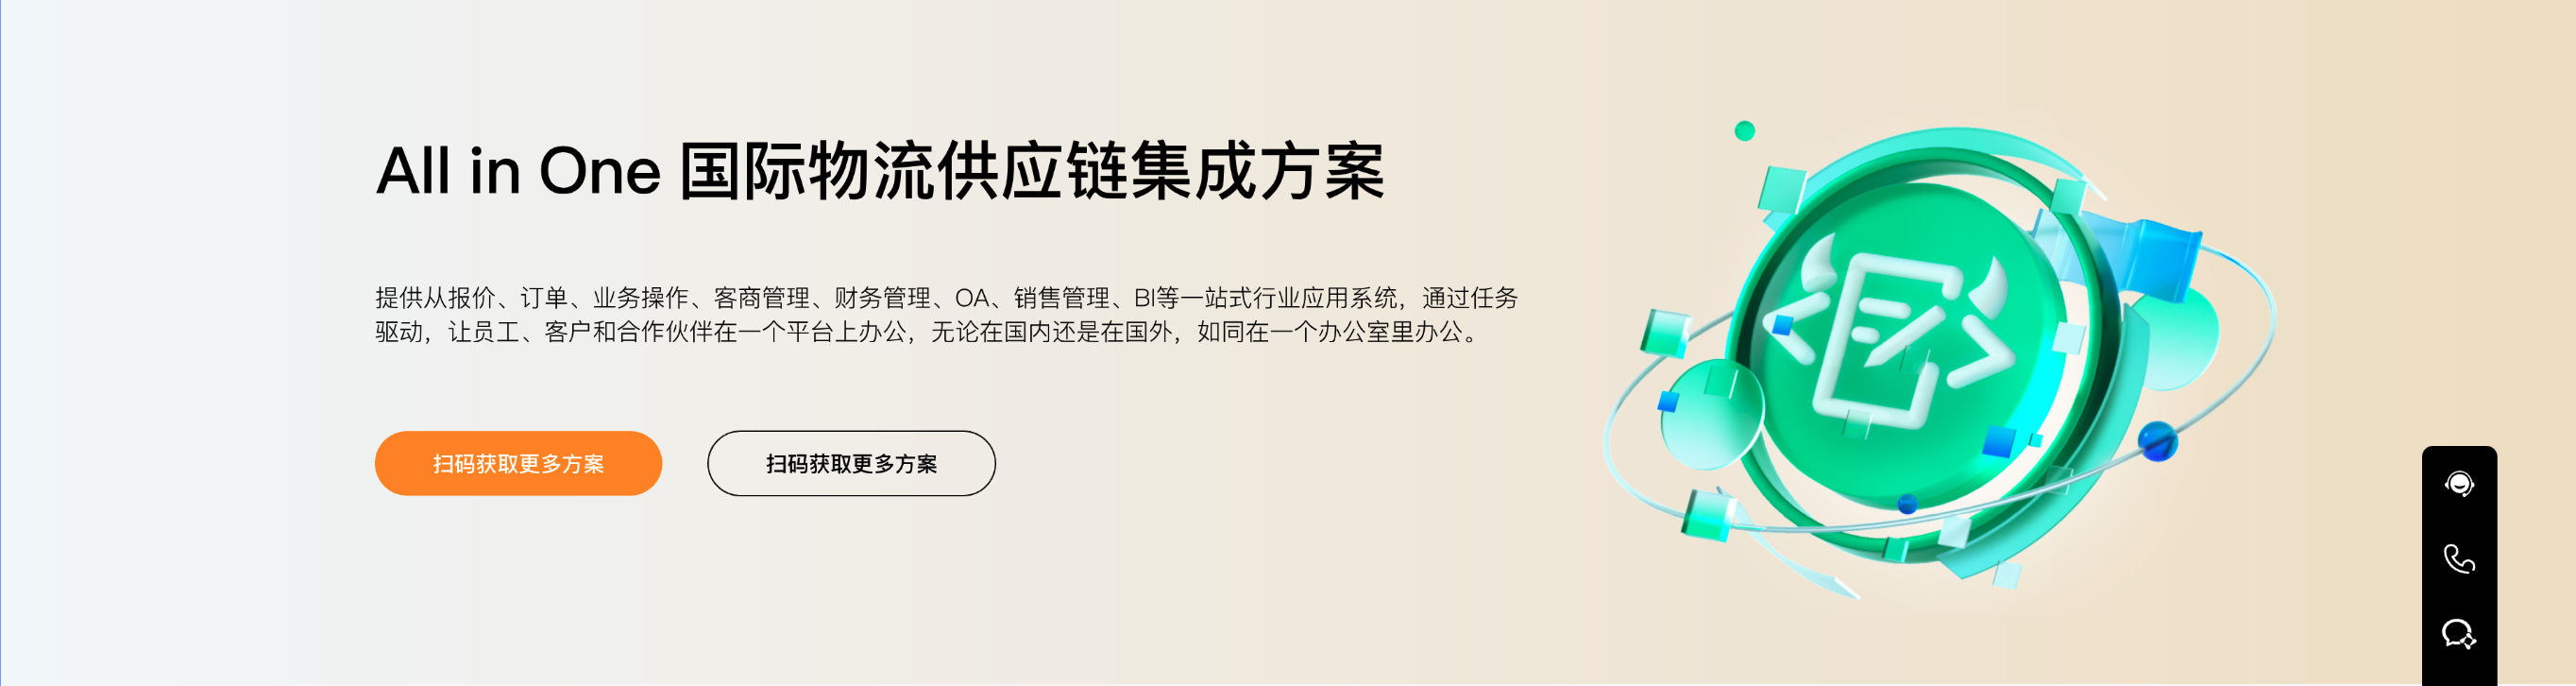 All in One 国际物流供应链集成方案
提供从报价、订单、业务操作、客商管理、财务管理、OA、销售管理、BI等一站式行业应用系统，通过任务
驱动，让员工、客户和合作伙伴在一个平台上办公，无论在国内还是在国外，如同在一个办公室里办公。
扫码获取更多方案
扫码获取更多方案